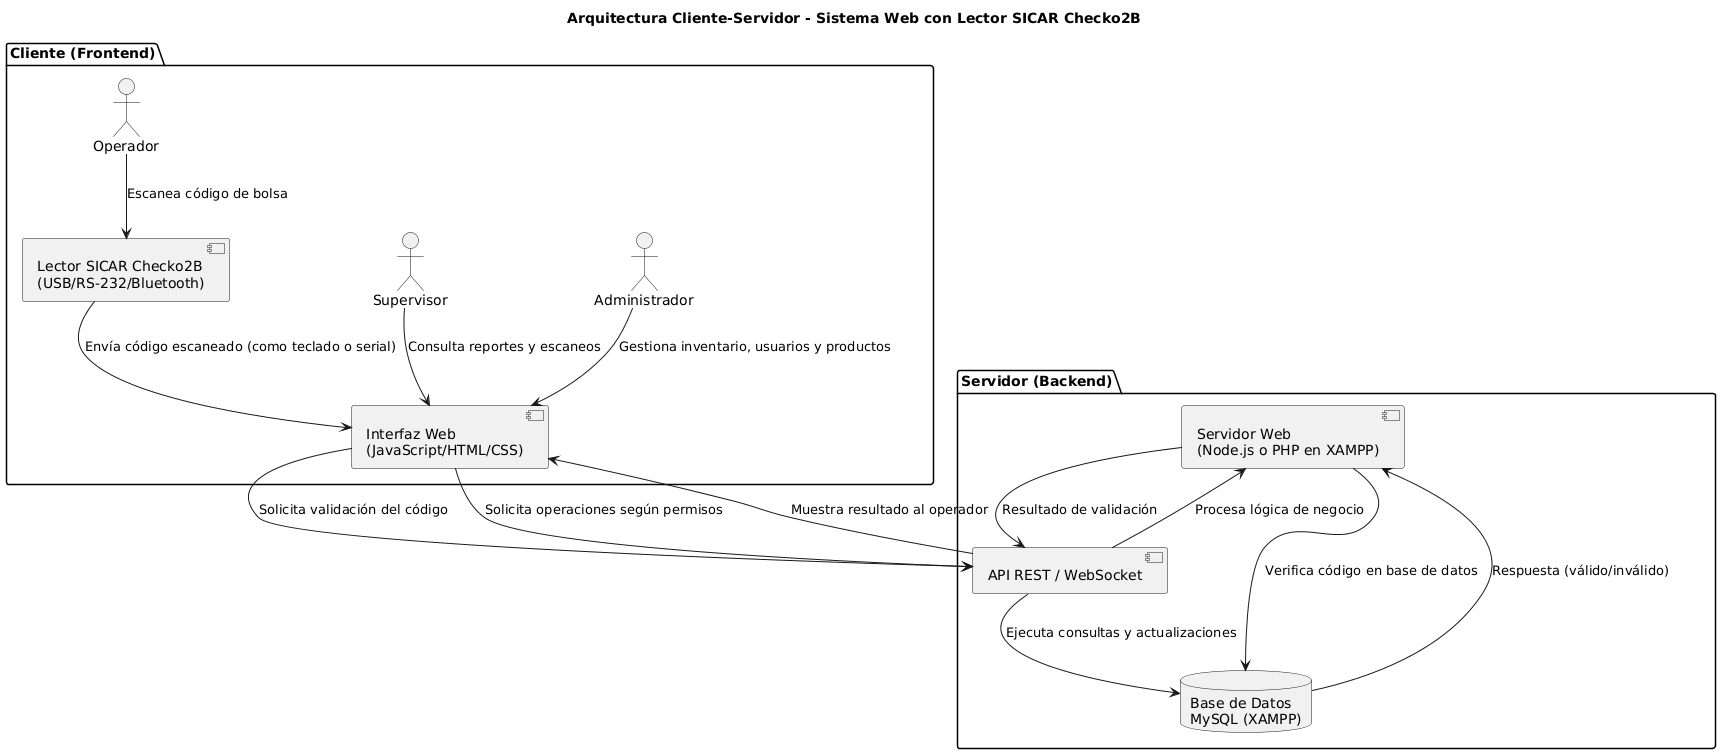 Arquitectura Cliente-Servidor - Sistema Web con Lector SICAR Checko2B
Cliente (Frontend)
Operador
Escanea código de bolsa
Lector SICAR Checko2B
(USB/RS-232/Bluetooth)
Supervisor
Administrador
Envía código escaneado (como teclado o serial)
Consulta reportes y escaneos
Gestiona inventario, usuarios y productos
Interfaz Web
(JavaScript/HTML/CSS)
Servidor (Backend)
Servidor Web
(Node.js o PHP en XAMPP)
Solicita validación del código
Solicita operaciones según permisos
Muestra resultado al operador
Resultado de validación
Procesa lógica de negocio
API REST / WebSocket
Verifica código en base de datos
Respuesta (válido/inválido)
Ejecuta consultas y actualizaciones
Base de Datos
MySQL (XAMPP)